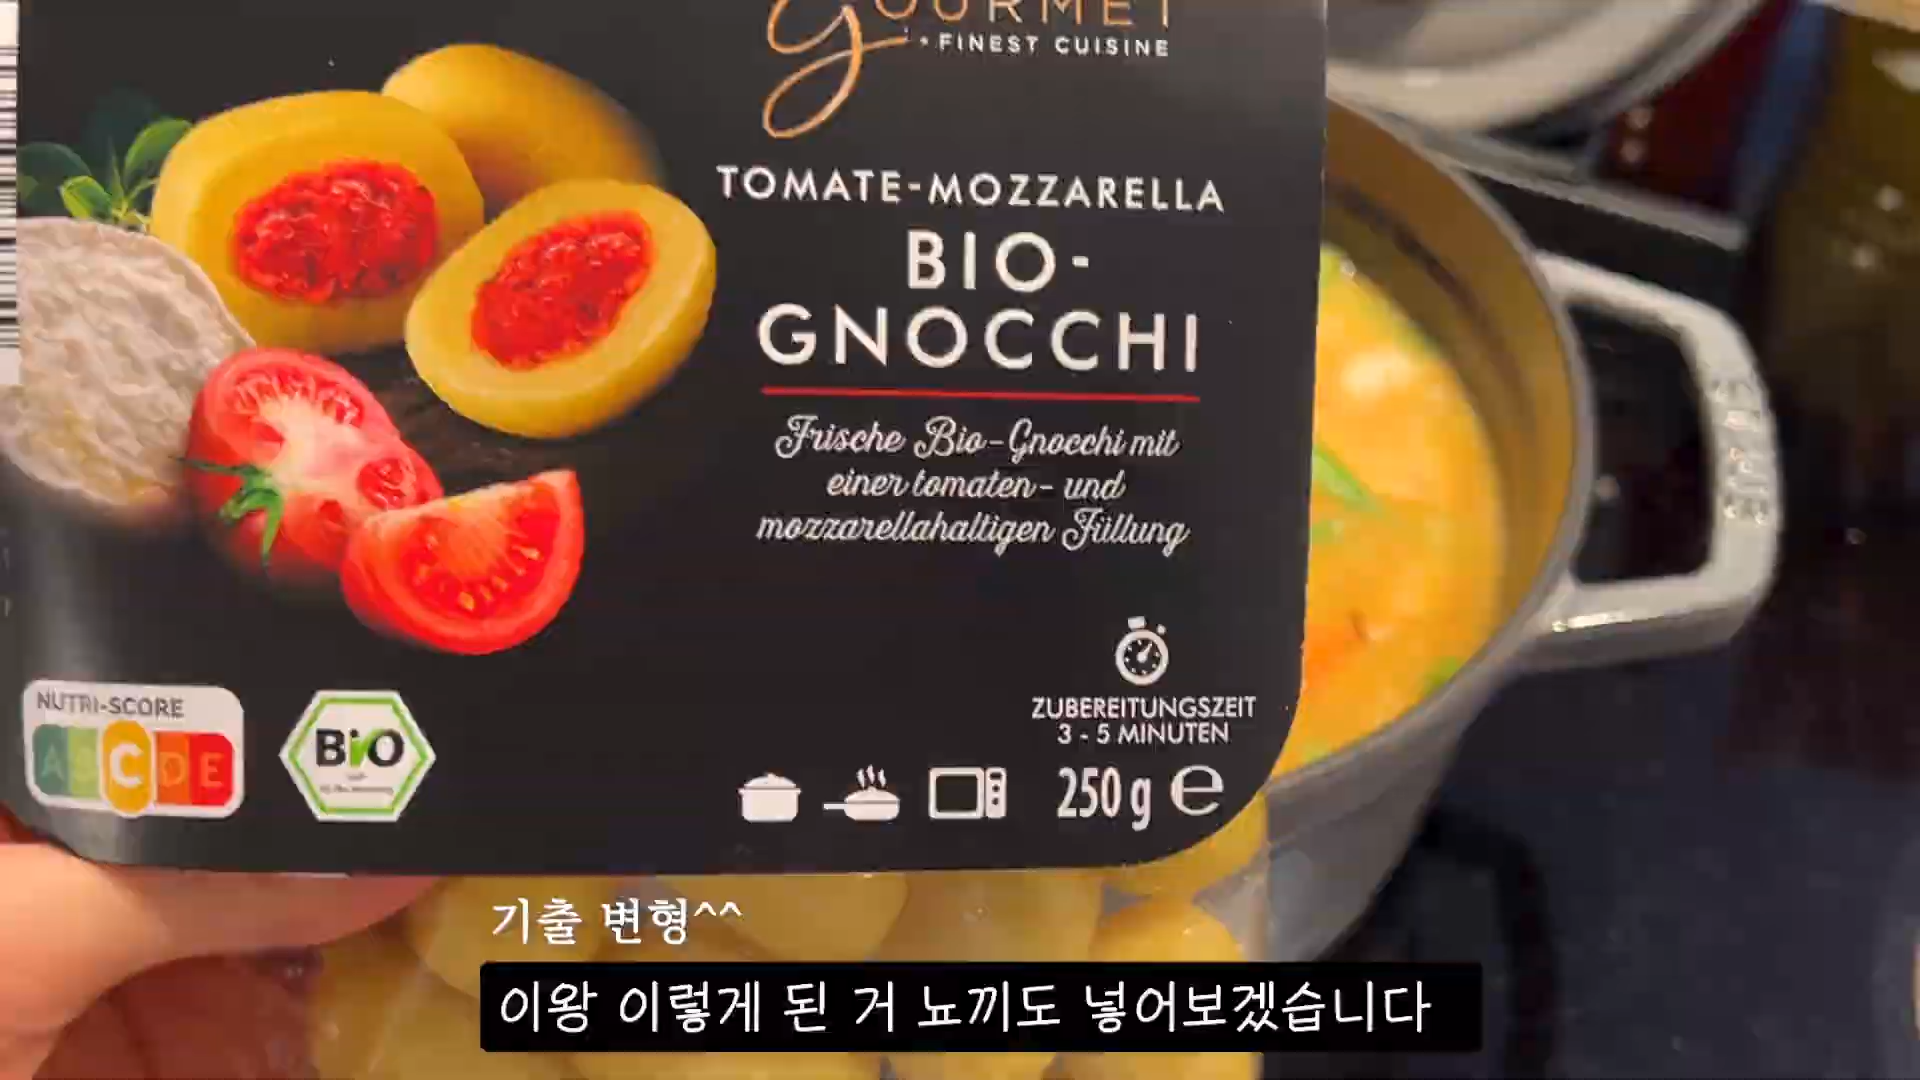 GOURMET
FINEST CUISINE
TOMATE-MOZZARELLA
BIO-
GNOCCHI
Frische Bio-Gnocchi mit
einer tomaten- und
mozzarellahaltigen Füllung
ZUBEREITUNGSZEIT
3 - 5 MINUTEN
250 g ℮
NUTRI-SCORE
A B C D E
BiO
기출 변형^^
이왕 이렇게 된 거 뇨끼도 넣어보겠습니다